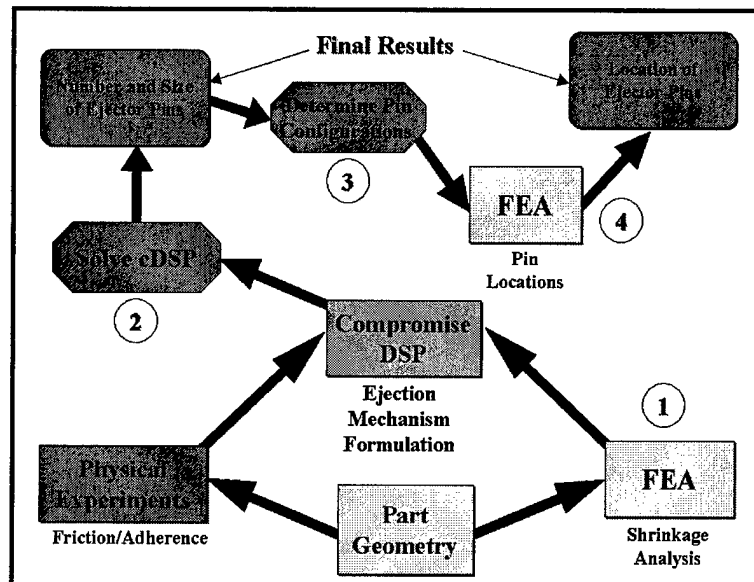 Final Results
Number and Size
of Ejector Pins
Determine Pin
Configurations
Location of
Ejector Pins
3
FEA
4
Pin
Locations
Solve cDSP
2
Compromise
DSP
Ejection
Mechanism
Formulation
1
Physical
Experiments
Friction/Adherence
Part
Geometry
FEA
Shrinkage
Analysis